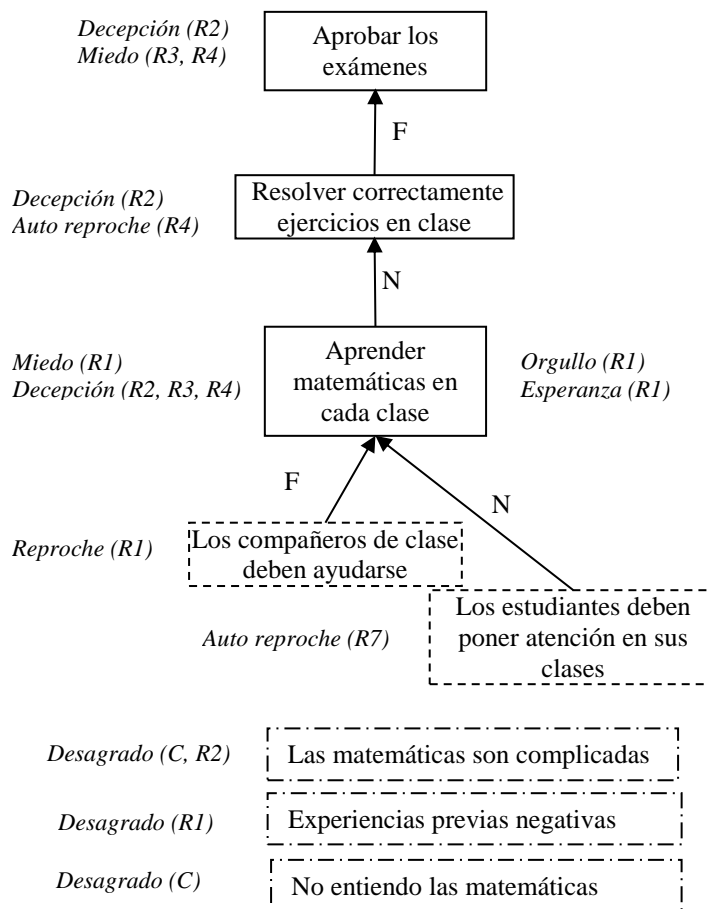 Decepción (R2)
Miedo (R3, R4)
Aprobar los
exámenes
F
Decepción (R2)
Auto reproche (R4)
Resolver correctamente
ejercicios en clase
N
Miedo (R1)
Decepción (R2, R3, R4)
Aprender
matemáticas en
cada clase
Orgullo (R1)
Esperanza (R1)
F
N
Reproche (R1)
Los compañeros de clase
deben ayudarse
Auto reproche (R7)
Los estudiantes deben
poner atención en sus
clases
Desagrado (C, R2)
Las matemáticas son complicadas
Desagrado (R1)
Experiencias previas negativas
Desagrado (C)
No entiendo las matemáticas